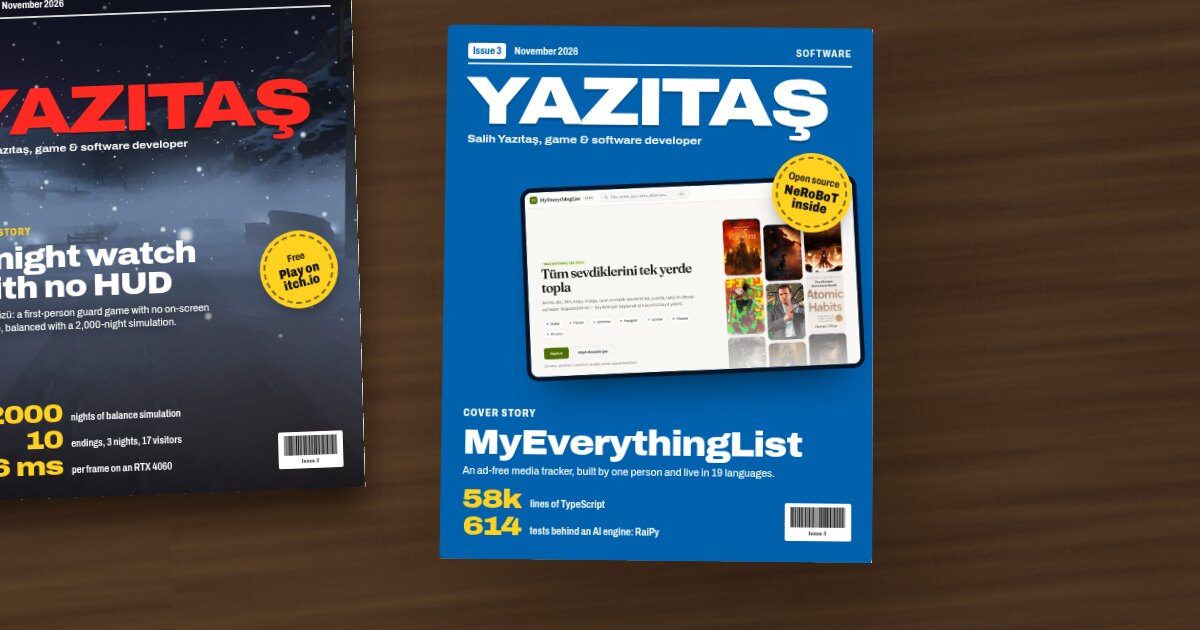 November 2026
YAZITAŞ
azıtaş, game & software developer
STORY
night watch
ith no HUD
izü: a first-person guard game with no on-screen
, balanced with a 2,000-night simulation.
Free
Play on
itch.io
2000 nights of balance simulation
10 endings, 3 nights, 17 visitors
6 ms per frame on an RTX 4060
Issue 2
Issue 3 November 2026 SOFTWARE
YAZITAŞ
Salih Yazıtaş, game & software developer
Open source
NeRoBoT
inside
MyEverythingList
Tüm sevdiklerini tek yerde
topla
Atomic
Habits
COVER STORY
MyEverythingList
An ad-free media tracker, built by one person and live in 19 languages.
58k lines of TypeScript
614 tests behind an AI engine: RaiPy
Issue 3